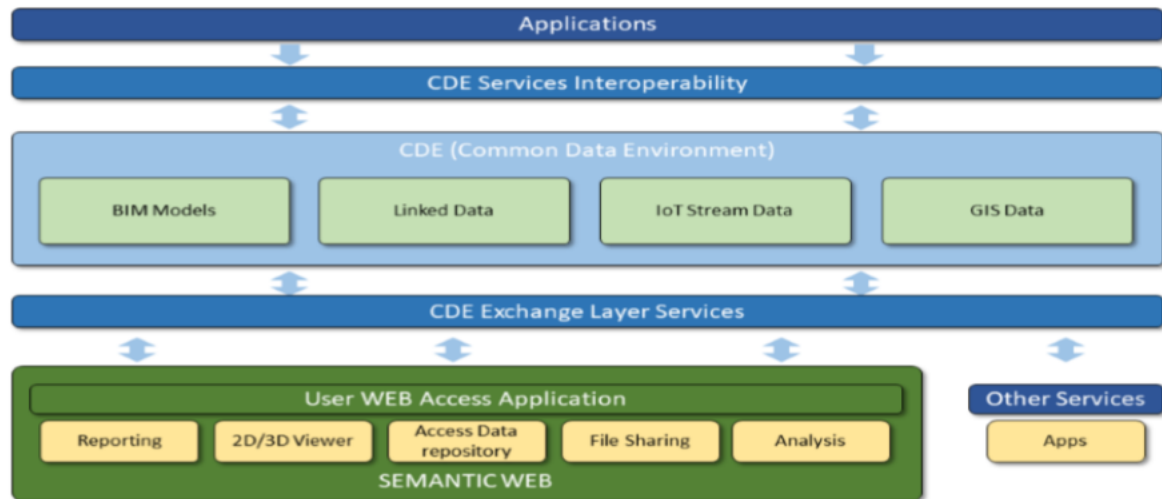 Applications
CDE Services Interoperability
CDE (Common Data Environment)
BIM Models
Linked Data
IoT Stream Data
GIS Data
CDE Exchange Layer Services
User WEB Access Application
Other Services
Reporting
2D/3D Viewer
Access Data
repository
File Sharing
Analysis
Apps
SEMANTIC WEB